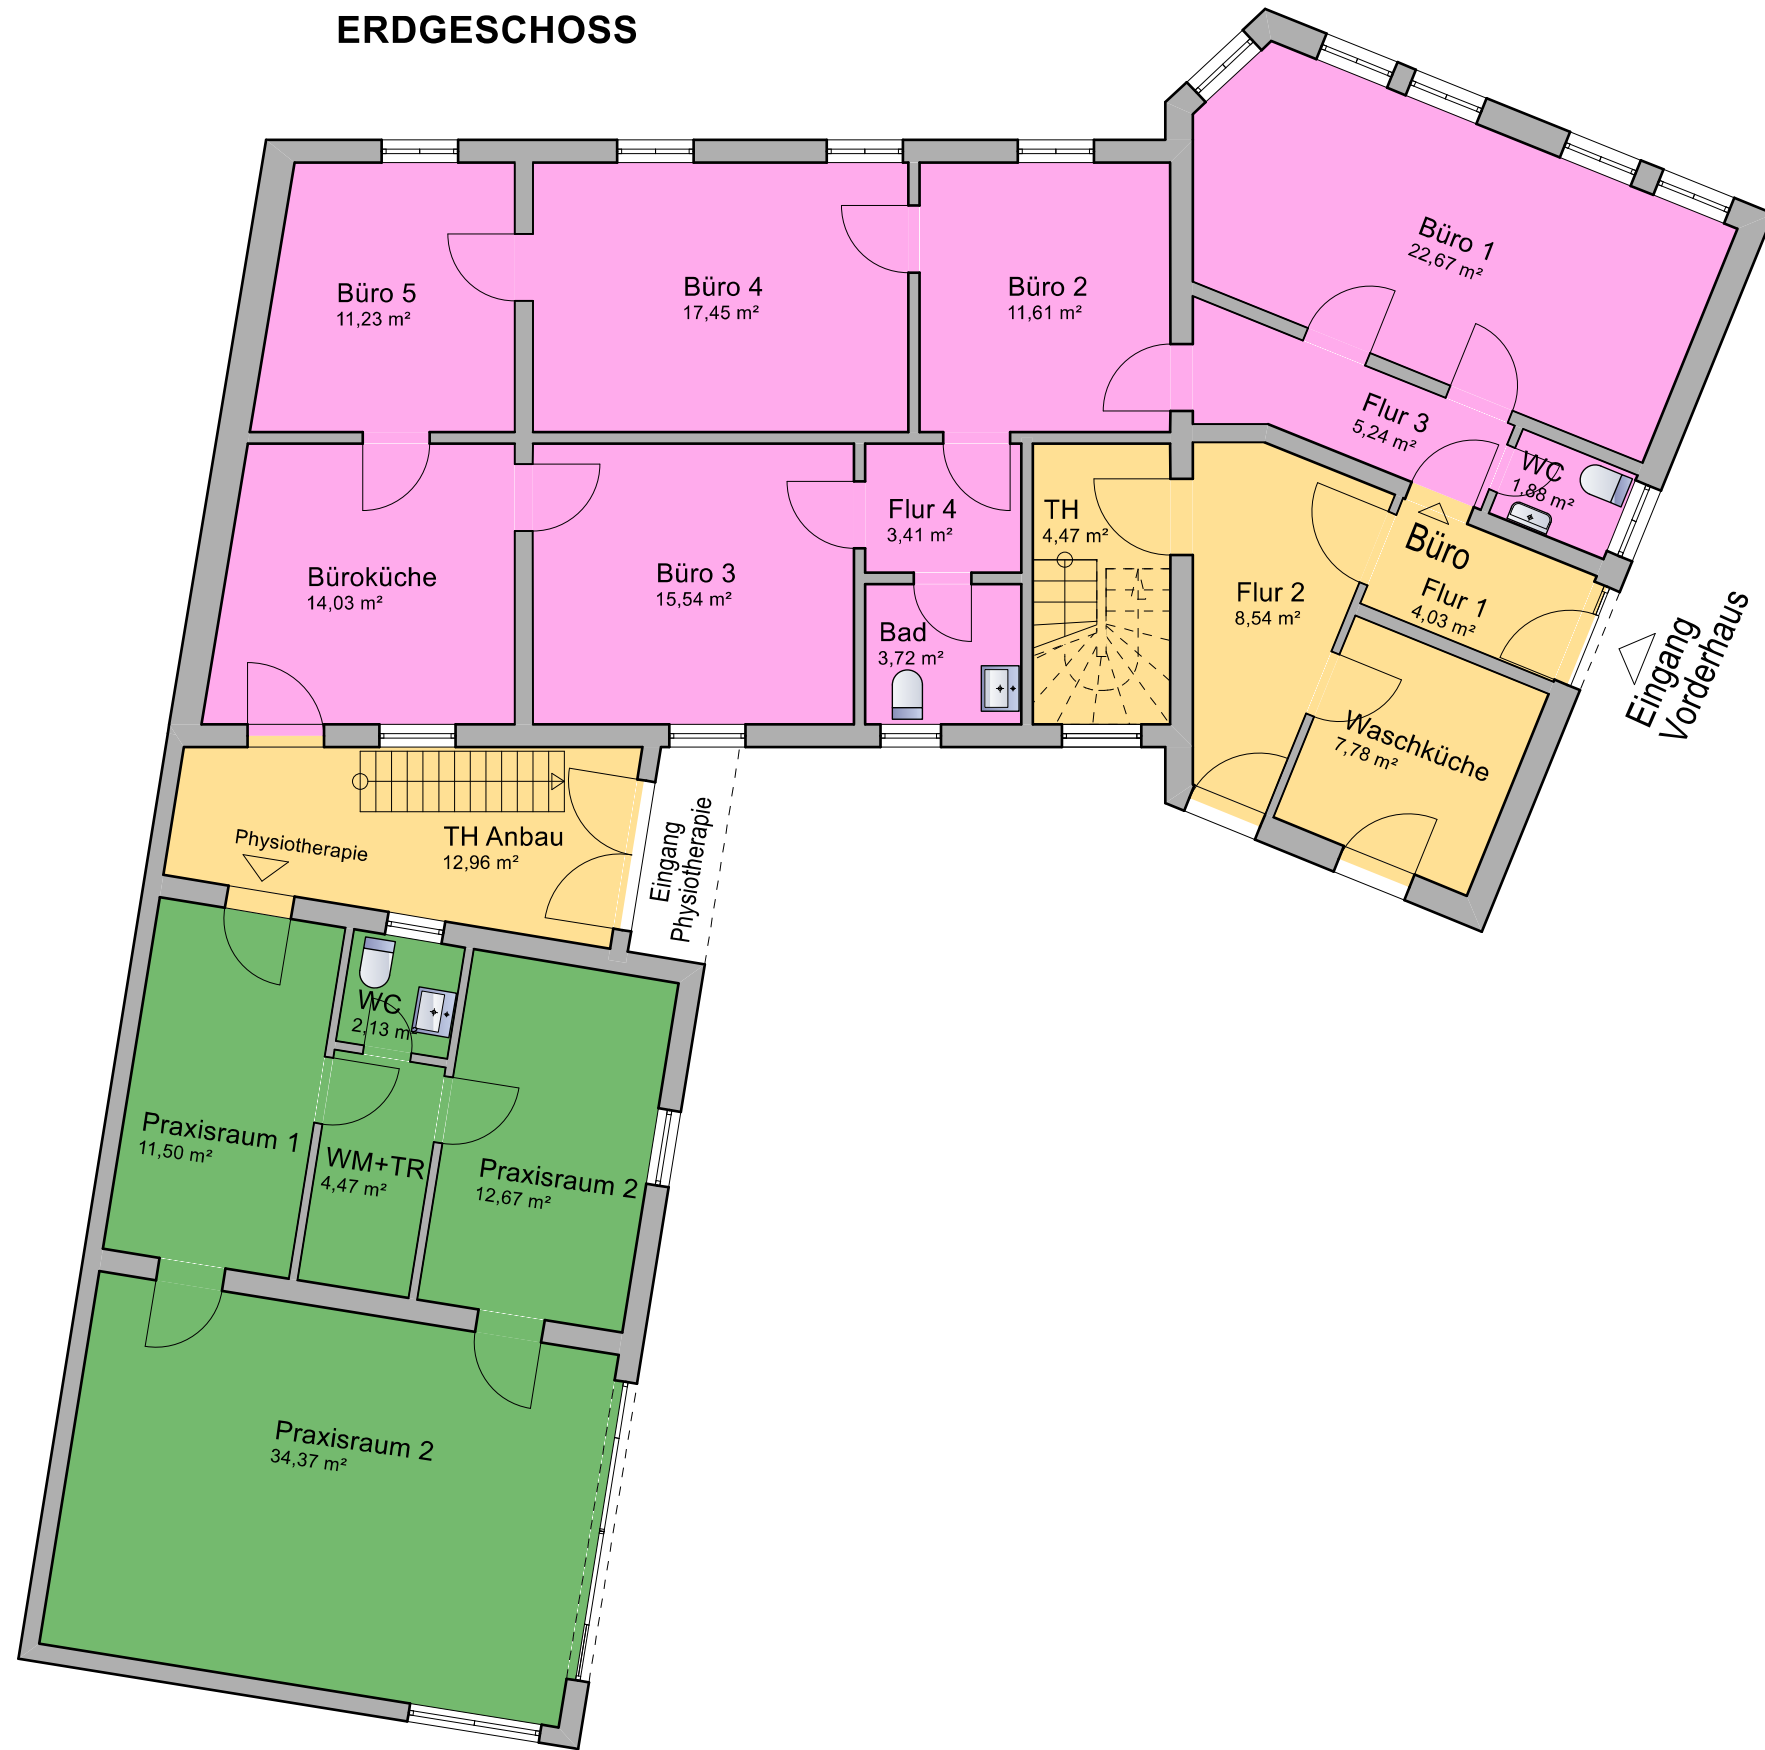 ERDGESCHOSS
Büro 1
22,67 m²
Büro 5
11,23 m²
Büro 4
17,45 m²
Büro 2
11,61 m²
Flur 3
5,24 m²
WC
1,88 m²
Büroküche
14,03 m²
Büro 3
15,54 m²
Flur 4
3,41 m²
Bad
3,72 m²
TH
4,47 m²
Flur 2
8,54 m²
Büro
Flur 1
4,03 m²
Eingang
Vorderhaus
Waschküche
7,78 m²
Physiotherapie
TH Anbau
12,96 m²
Eingang
Physiotherapie
WC
2,13 m²
Praxisraum 1
11,50 m²
WM+TR
4,47 m²
Praxisraum 2
12,67 m²
Praxisraum 2
34,37 m²